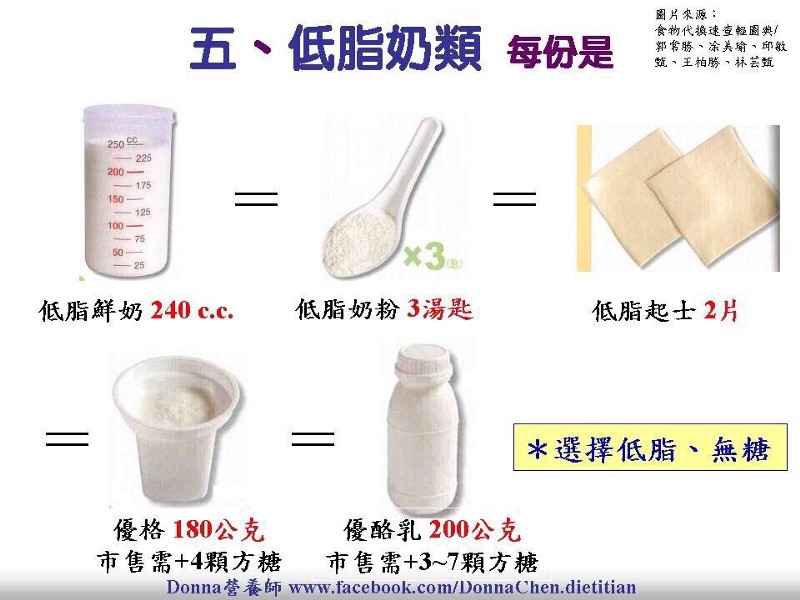 五、低脂奶類 每份是
圖片來源：
食物代換速查輕圖典/
郭常勝、凃美瑜、邱敏
甄、王柏勝、林芸甄
250 cc
225
200
175
150
125
100
75
50
25
＝
×3(匙)
＝
低脂鮮奶 240 c.c.
低脂奶粉 3湯匙
低脂起士 2片
＝
＝
＊選擇低脂、無糖
優格 180公克
市售需+4顆方糖
優酪乳 200公克
市售需+3~7顆方糖
Donna營養師 www.facebook.com/DonnaChen.dietitian